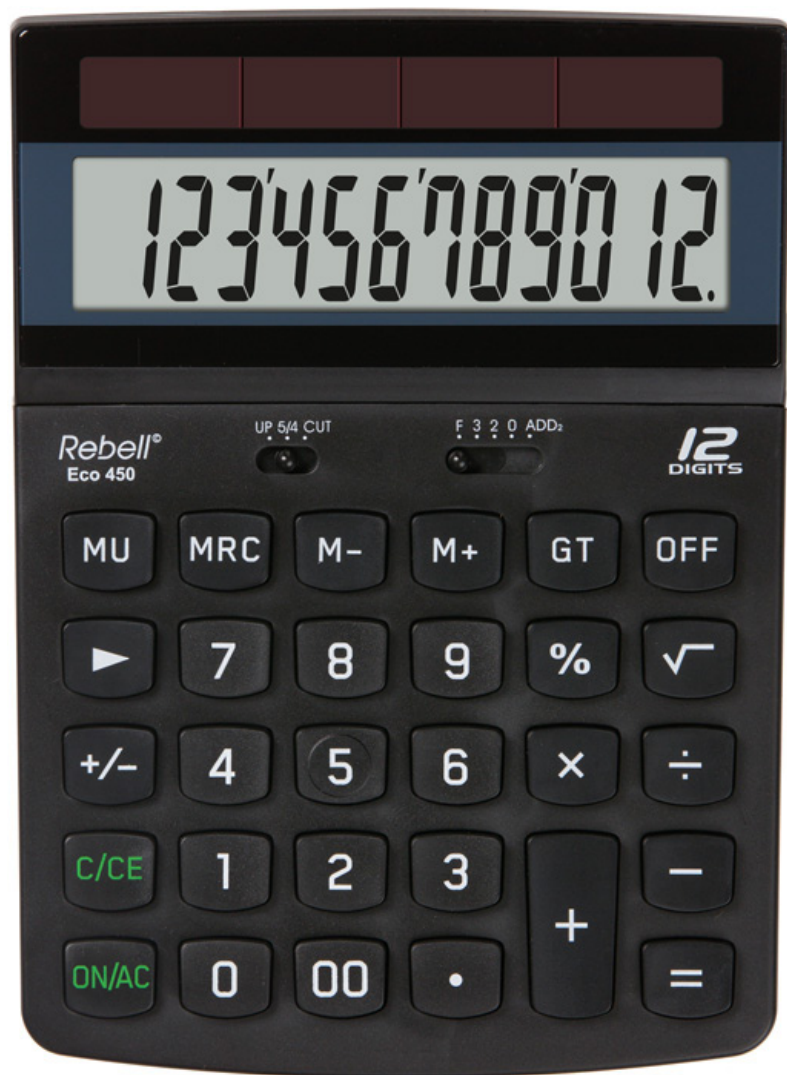 123'456'789'012.
UP 5/4 CUT
F 3 2 0 ADD₂
Rebell©
Eco 450
12
DIGITS
MU MRC M− M+ GT OFF
► 7 8 9 % √
+/− 4 5 6 × ÷
C/CE 1 2 3 −
+
ON/AC 0 00 • =